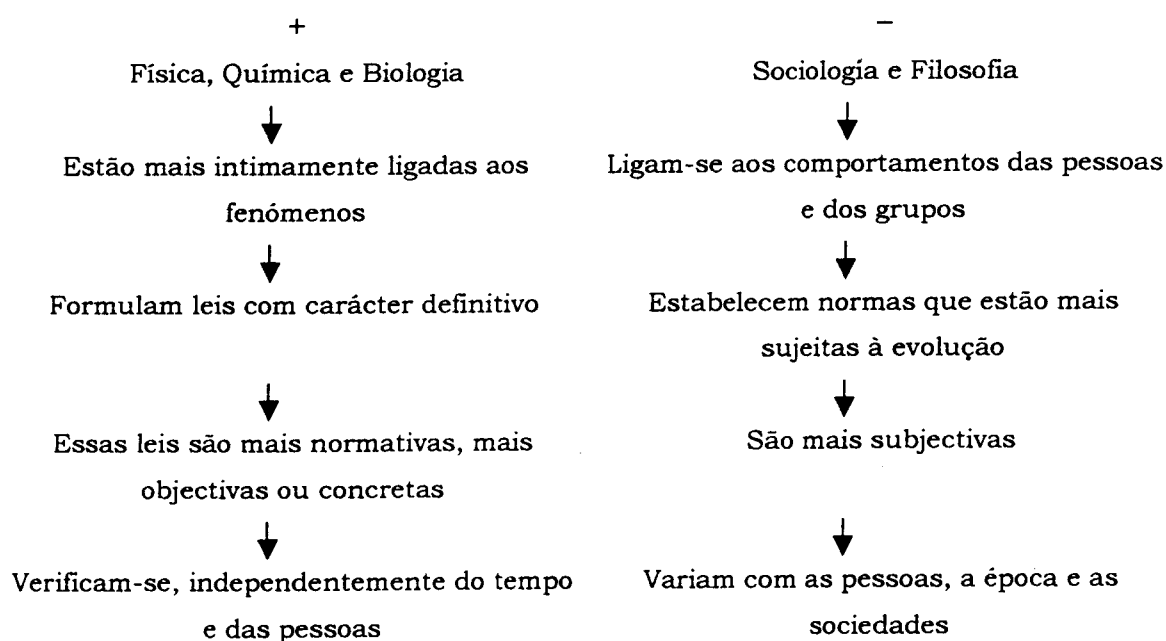 +
Física, Química e Biologia
Estão mais intimamente ligadas aos
fenómenos
Formulam leis com carácter definitivo
Essas leis são mais normativas, mais
objectivas ou concretas
Verificam-se, independentemente do tempo
e das pessoas
−
Sociología e Filosofia
Ligam-se aos comportamentos das pessoas
e dos grupos
Estabelecem normas que estão mais
sujeitas à evolução
São mais subjectivas
Variam com as pessoas, a época e as
sociedades